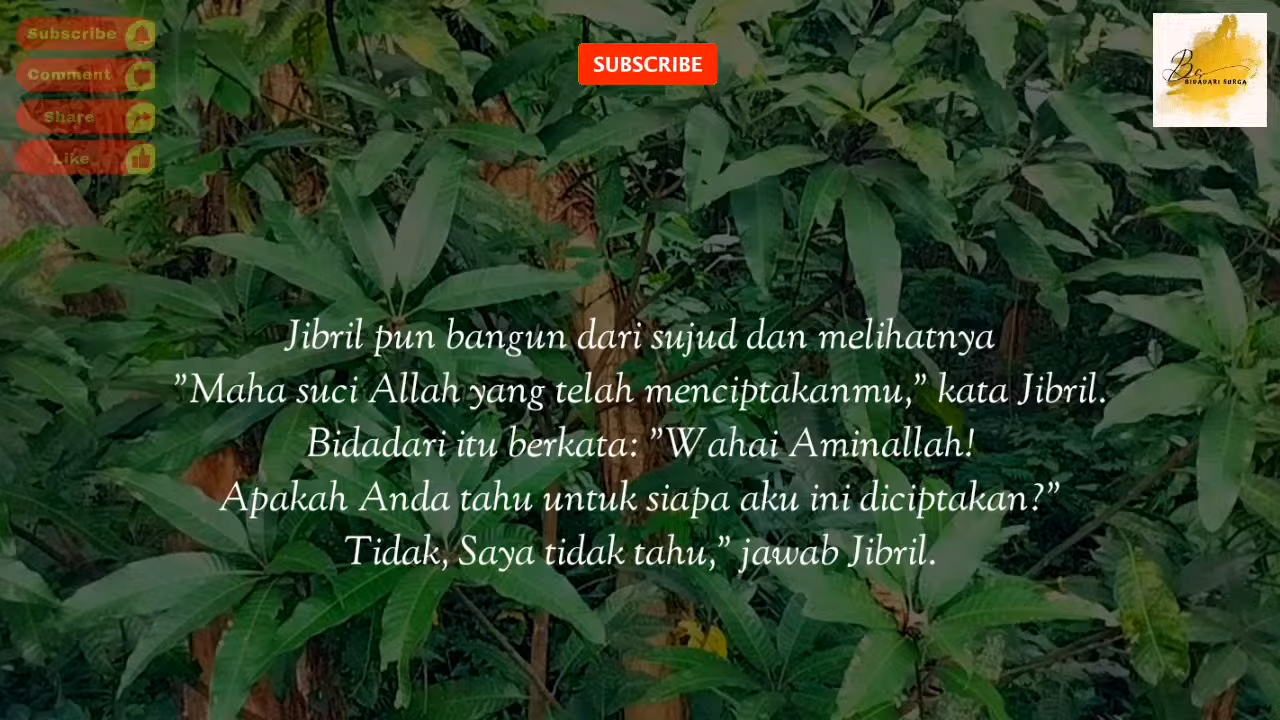 Subscribe
Comment
Share
Like
SUBSCRIBE
Bs
BIDADARI SURGA
Jibril pun bangun dari sujud dan melihatnya
”Maha suci Allah yang telah menciptakanmu,” kata Jibril.
Bidadari itu berkata: ”Wahai Aminallah!
Apakah Anda tahu untuk siapa aku ini diciptakan?”
Tidak, Saya tidak tahu,” jawab Jibril.